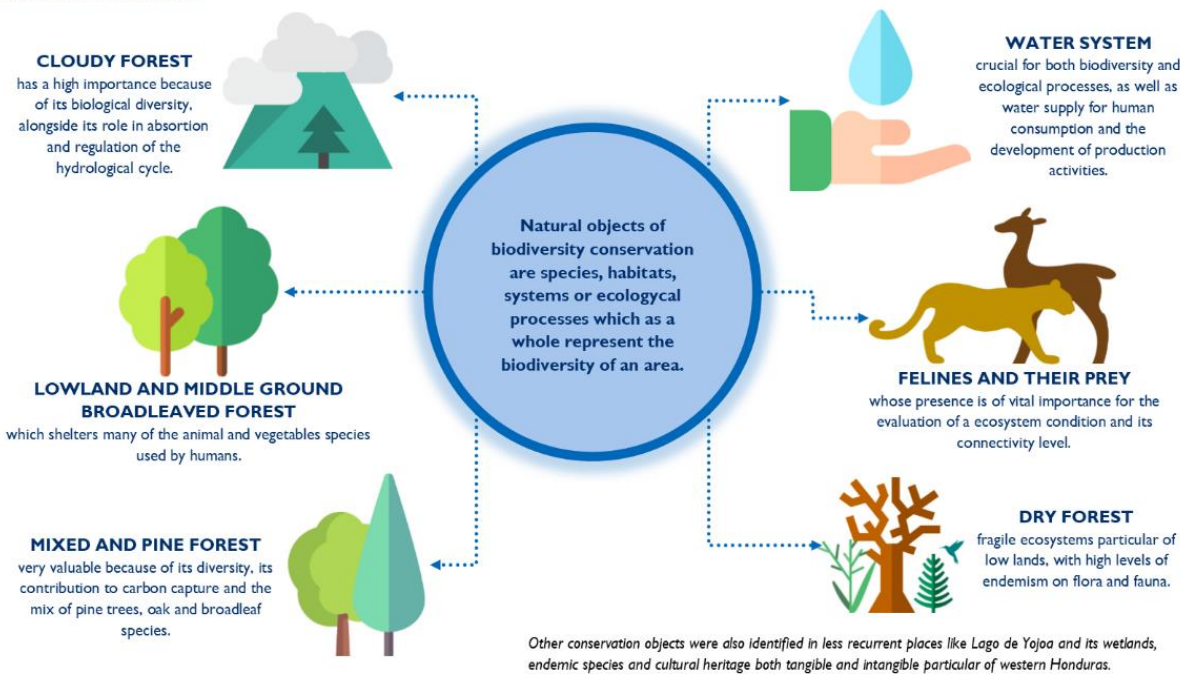 CLOUDY FOREST
has a high importance because
of its biological diversity,
alongside its role in absortion
and regulation of the
hydrological cycle.
WATER SYSTEM
crucial for both biodiversity and
ecological processes, as well as
water supply for human
consumption and the
development of production
activities.
Natural objects of
biodiversity conservation
are species, habitats,
systems or ecologycal
processes which as a
whole represent the
biodiversity of an area.
LOWLAND AND MIDDLE GROUND
BROADLEAVED FOREST
which shelters many of the animal and vegetables species
used by humans.
FELINES AND THEIR PREY
whose presence is of vital importance for the
evaluation of a ecosystem condition and its
connectivity level.
MIXED AND PINE FOREST
very valuable because of its diversity, its
contribution to carbon capture and the
mix of pine trees, oak and broadleaf
species.
DRY FOREST
fragile ecosystems particular of
low lands, with high levels of
endemism on flora and fauna.
Other conservation objects were also identified in less recurrent places like Lago de Yojoa and its wetlands,
endemic species and cultural heritage both tangible and intangible particular of western Honduras.